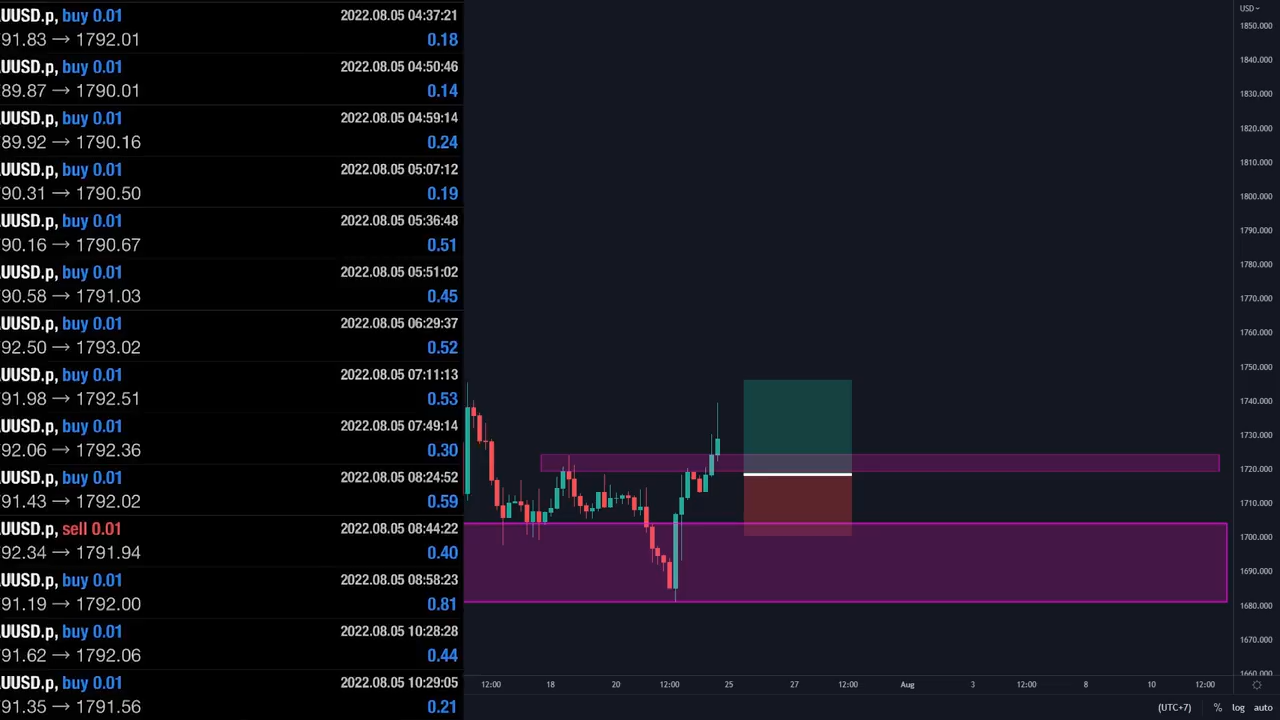 UUSD.p, buy 0.01 2022.08.05 04:37:21
91.83 → 1792.01 0.18
UUSD.p, buy 0.01 2022.08.05 04:50:46
89.87 → 1790.01 0.14
UUSD.p, buy 0.01 2022.08.05 04:59:14
89.92 → 1790.16 0.24
UUSD.p, buy 0.01 2022.08.05 05:07:12
90.31 → 1790.50 0.19
UUSD.p, buy 0.01 2022.08.05 05:36:48
90.16 → 1790.67 0.51
UUSD.p, buy 0.01 2022.08.05 05:51:02
90.58 → 1791.03 0.45
UUSD.p, buy 0.01 2022.08.05 06:29:37
92.50 → 1793.02 0.52
UUSD.p, buy 0.01 2022.08.05 07:11:13
91.98 → 1792.51 0.53
UUSD.p, buy 0.01 2022.08.05 07:49:14
92.06 → 1792.36 0.30
UUSD.p, buy 0.01 2022.08.05 08:24:52
91.43 → 1792.02 0.59
UUSD.p, sell 0.01 2022.08.05 08:44:22
92.34 → 1791.94 0.40
UUSD.p, buy 0.01 2022.08.05 08:58:23
91.19 → 1792.00 0.81
UUSD.p, buy 0.01 2022.08.05 10:28:28
91.62 → 1792.06 0.44
UUSD.p, buy 0.01 2022.08.05 10:29:05
91.35 → 1791.56 0.21
USD
1850.000
1840.000
1830.000
1820.000
1810.000
1800.000
1790.000
1780.000
1770.000
1760.000
1750.000
1740.000
1730.000
1720.000
1710.000
1700.000
1690.000
1680.000
1670.000
1660.000
12:00 18 20 12:00 25 27 12:00 Aug 3 12:00 8 10 12:00
(UTC+7) % log auto